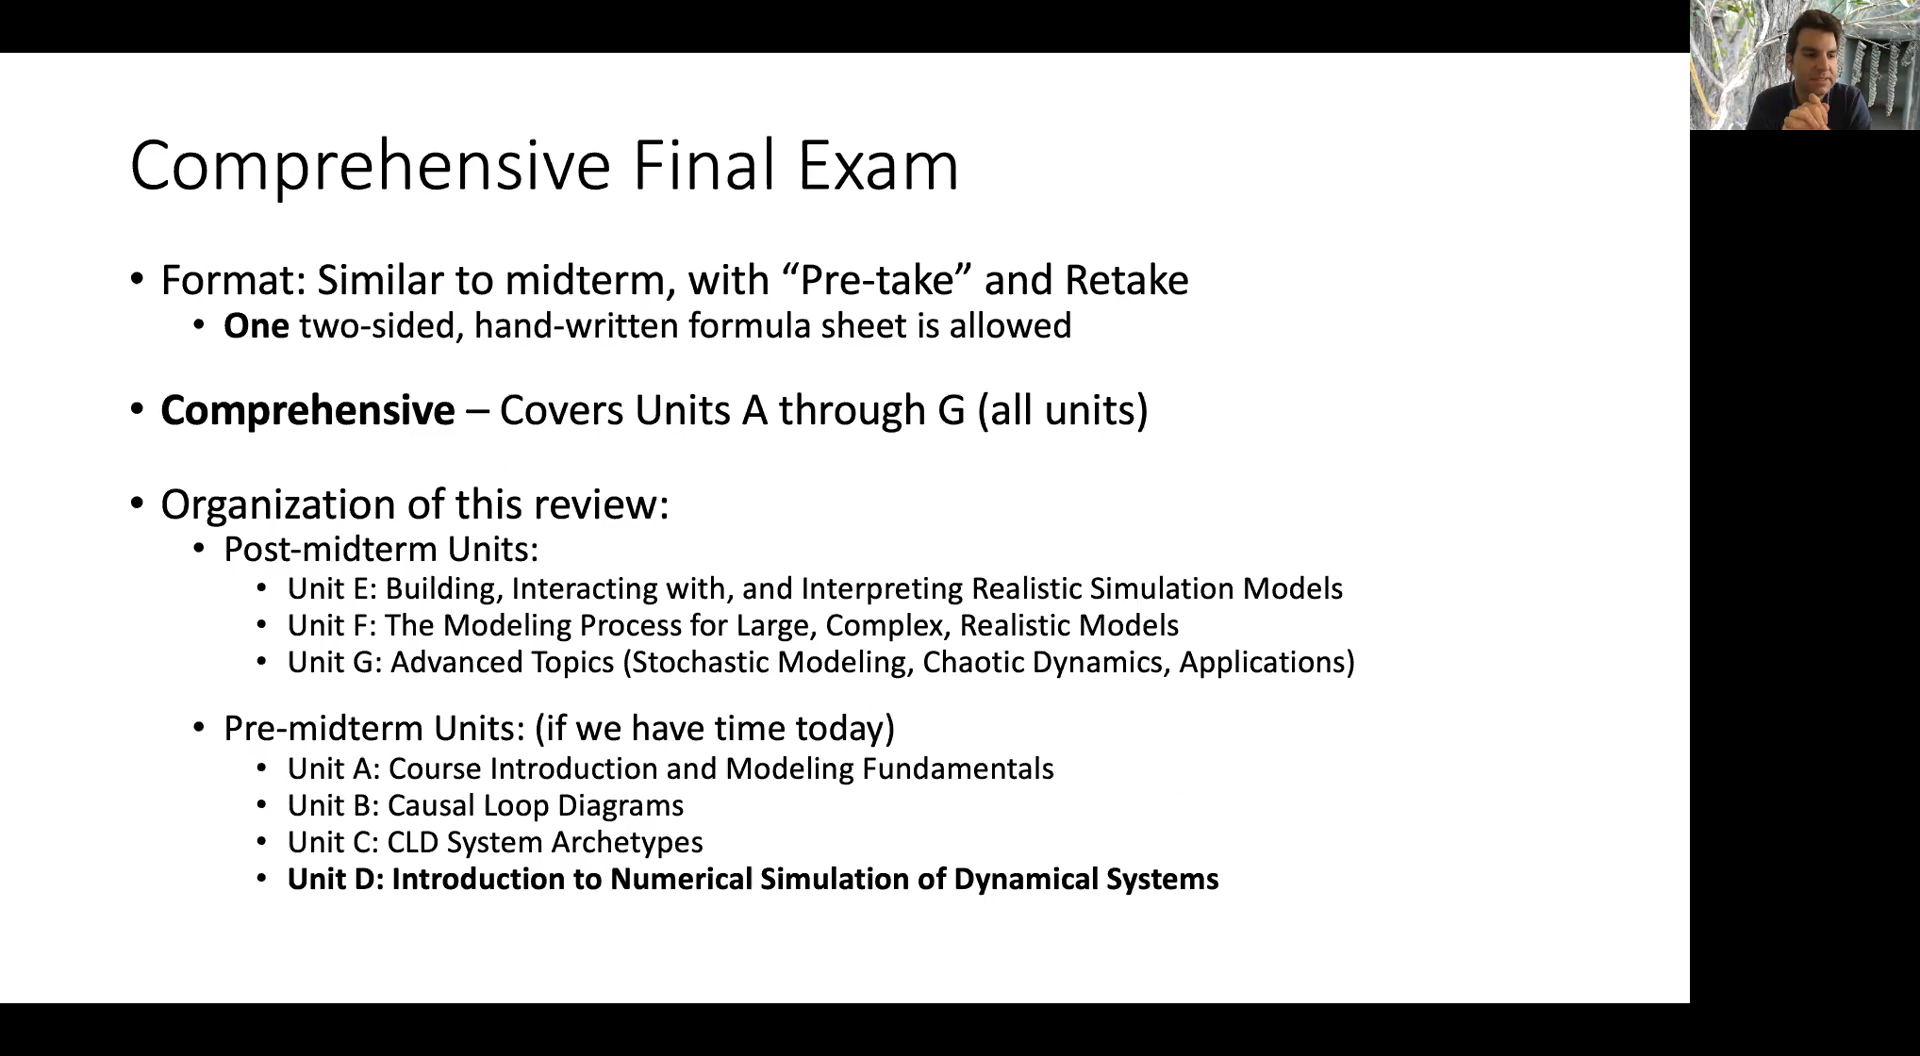 Comprehensive Final Exam
• Format: Similar to midterm, with “Pre-take” and Retake
• One two-sided, hand-written formula sheet is allowed
• Comprehensive – Covers Units A through G (all units)
• Organization of this review:
• Post-midterm Units:
• Unit E: Building, Interacting with, and Interpreting Realistic Simulation Models
• Unit F: The Modeling Process for Large, Complex, Realistic Models
• Unit G: Advanced Topics (Stochastic Modeling, Chaotic Dynamics, Applications)
• Pre-midterm Units: (if we have time today)
• Unit A: Course Introduction and Modeling Fundamentals
• Unit B: Causal Loop Diagrams
• Unit C: CLD System Archetypes
• Unit D: Introduction to Numerical Simulation of Dynamical Systems